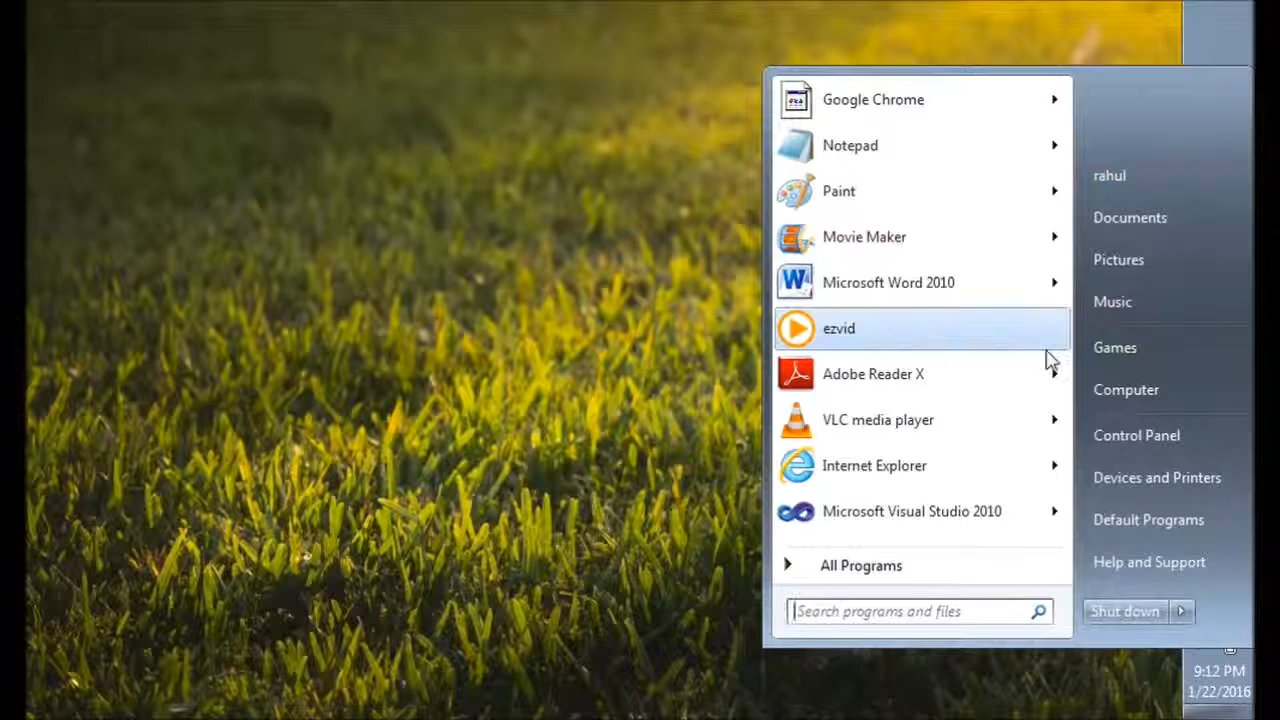 Google Chrome
Notepad
Paint
Movie Maker
Microsoft Word 2010
ezvid
Adobe Reader X
VLC media player
Internet Explorer
Microsoft Visual Studio 2010
All Programs
Search programs and files
rahul
Documents
Pictures
Music
Games
Computer
Control Panel
Devices and Printers
Default Programs
Help and Support
Shut down
9:12 PM
1/22/2016